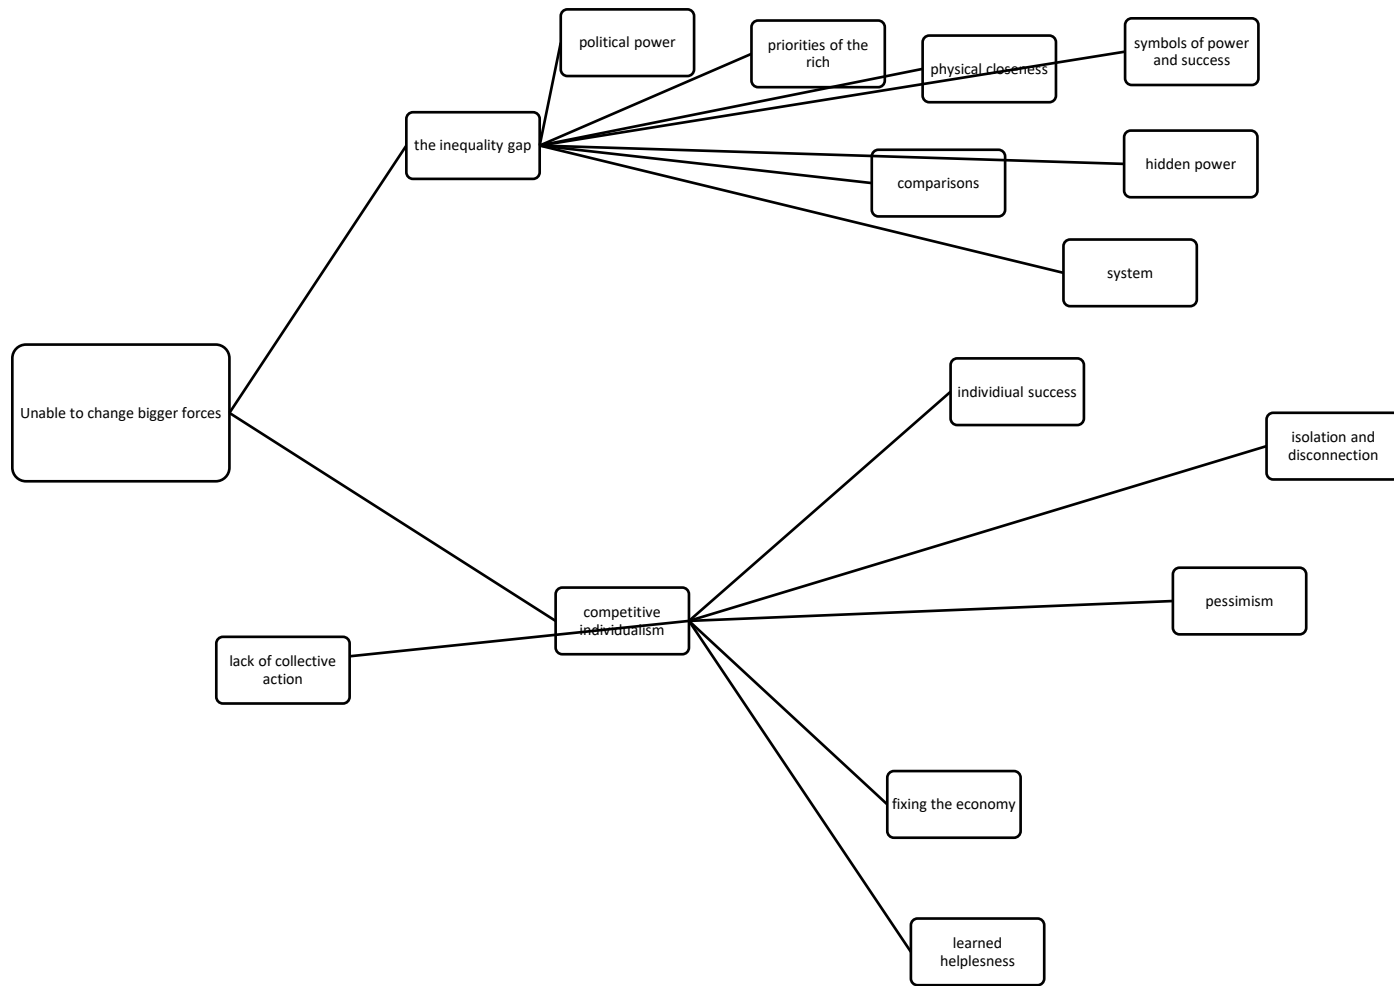 political power
priorities of the
rich
physical closeness
symbols of power
and success
the inequality gap
hidden power
comparisons
system
Unable to change bigger forces
individiual success
isolation and
disconnection
pessimism
competitive
individualism
lack of collective
action
fixing the economy
learned
helplesness